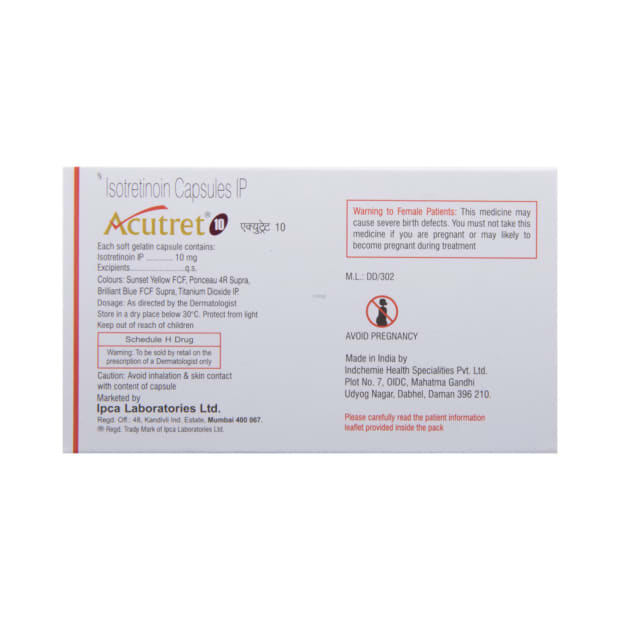 Rx Isotretinoin Capsules IP
Acutret® 10 एक्युट्रेट 10
Each soft gelatin capsule contains:
Isotretinoin IP ............ 10 mg
Excipients........................q.s.
Colours: Sunset Yellow FCF, Ponceau 4R Supra,
Brilliant Blue FCF Supra, Titanium Dioxide IP.
Dosage: As directed by the Dermatologist
Store in a dry place below 30°C. Protect from light
Keep out of reach of children
Schedule H Drug
Warning: To be sold by retail on the
prescription of a Dermatologist only
Caution: Avoid inhalation & skin contact
with content of capsule
Marketed by
Ipca Laboratories Ltd.
Regd. Off.: 48, Kandivli Ind. Estate, Mumbai 400 067.
® Regd. Trade Mark of Ipca Laboratories Ltd.
Warning to Female Patients: This medicine may
cause severe birth defects. You must not take this
medicine if you are pregnant or may likely to
become pregnant during treatment
M.L.: DD/302
AVOID PREGNANCY
Made in India by
Indchemie Health Specialities Pvt. Ltd.
Plot No. 7, OIDC, Mahatma Gandhi
Udyog Nagar, Dabhel, Daman 396 210.
Please carefully read the patient information
leaflet provided inside the pack